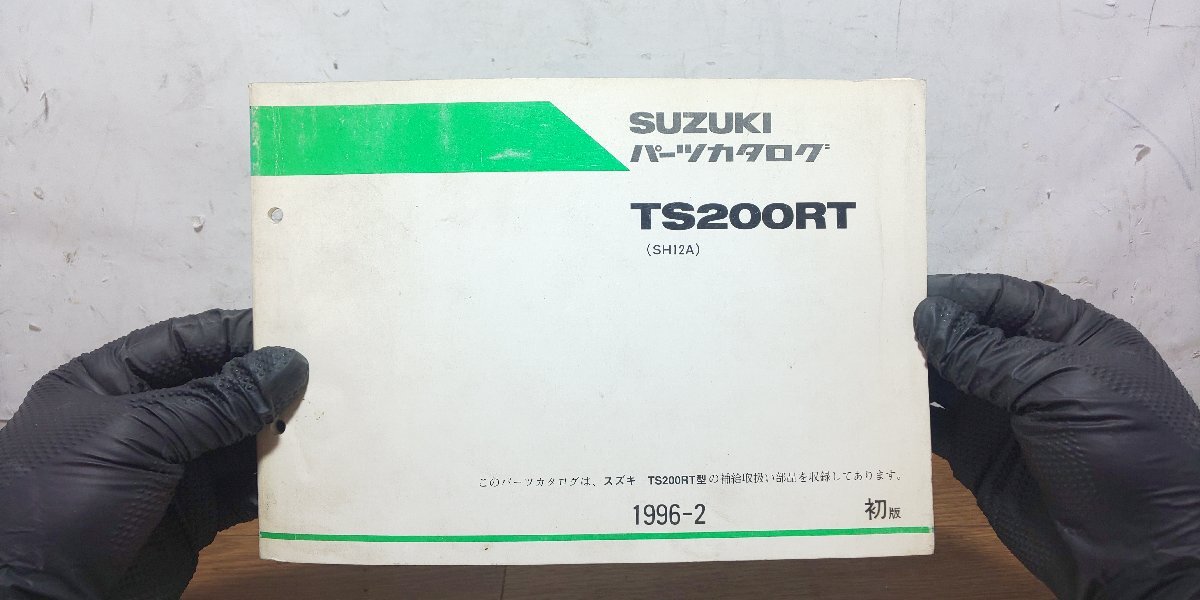 SUZUKI
パーツカタログ
TS200RT
(SH12A)
このパーツカタログは、スズキ TS200RT型の補給取扱い部品を収録してあります。
1996-2
初版